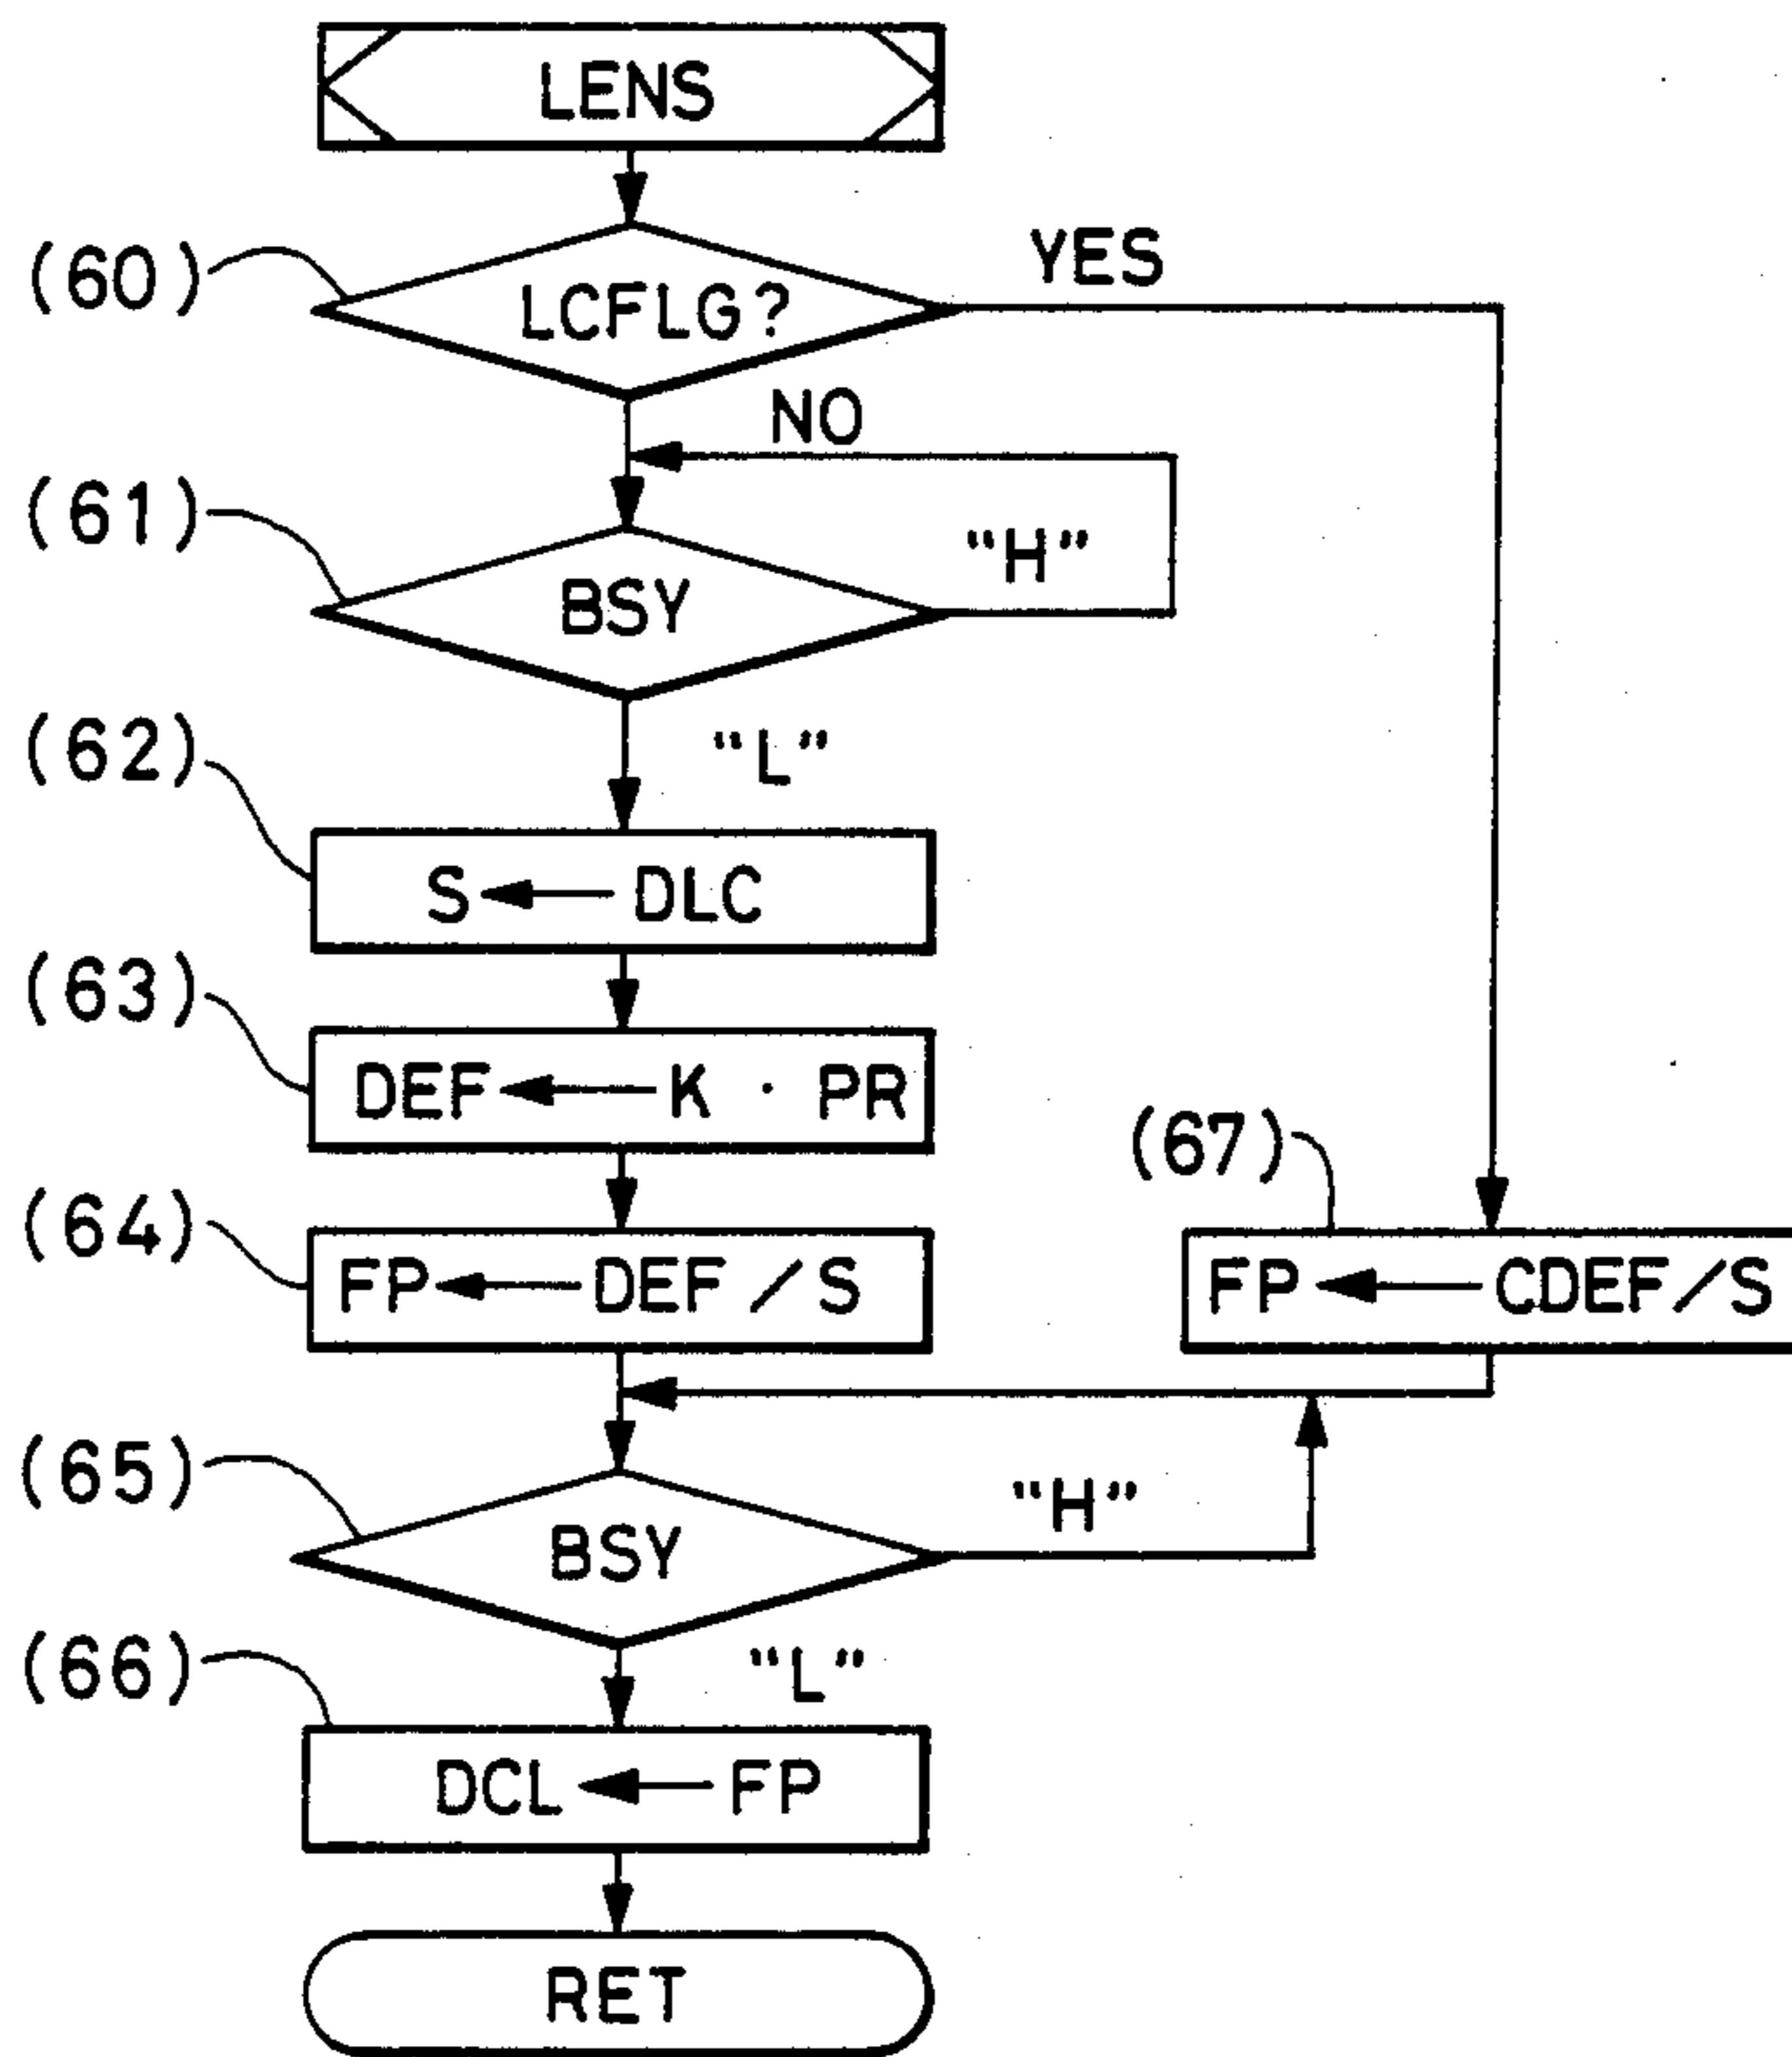 LENS
(60)
LCFLG?
YES
NO
(61)
BSY
"H"
"L"
(62)
S ← DLC
(63)
DEF ← K · PR
(64)
FP ← DEF / S
(67)
FP ← CDEF/S
(65)
BSY
"H"
"L"
(66)
DCL ← FP
RET